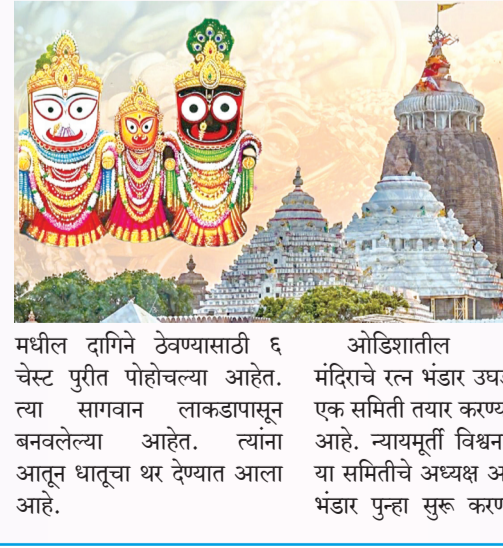 मधील दागिने ठेवण्यासाठी ६
चेस्ट पुरीत पोहोचल्या आहेत.
त्या सागवान लाकडापासून
बनवलेल्या आहेत. त्यांना
आतून धातूचा थर देण्यात आला
आहे.
ओडिशातील
मंदिराचे रत्न भंडार
एक समिती तयार
आहे. न्यायमूर्ती
या समितीचे अध्यक्ष
भंडार पुन्हा सुरू